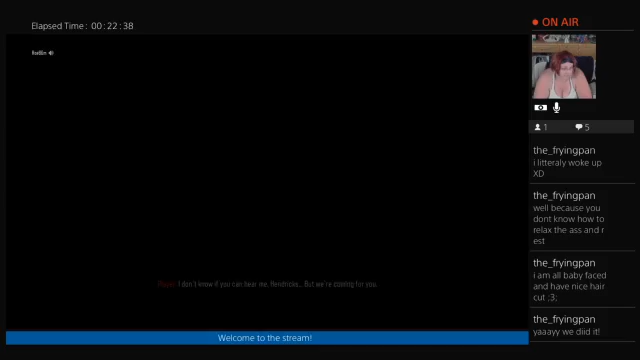 Elapsed Time : 00 : 22 : 38
ON AIR
1
5
the_fryingpan
i litteraly woke up
XD
the_fryingpan
well because you
dont know how to
relax the ass and r
est
the_fryingpan
i am all baby faced
and have nice hair
cut ;3;
the_fryingpan
yaaayy we diid it!
I don't know if you can hear me, Hendricks... But we're coming for you.
Welcome to the stream!